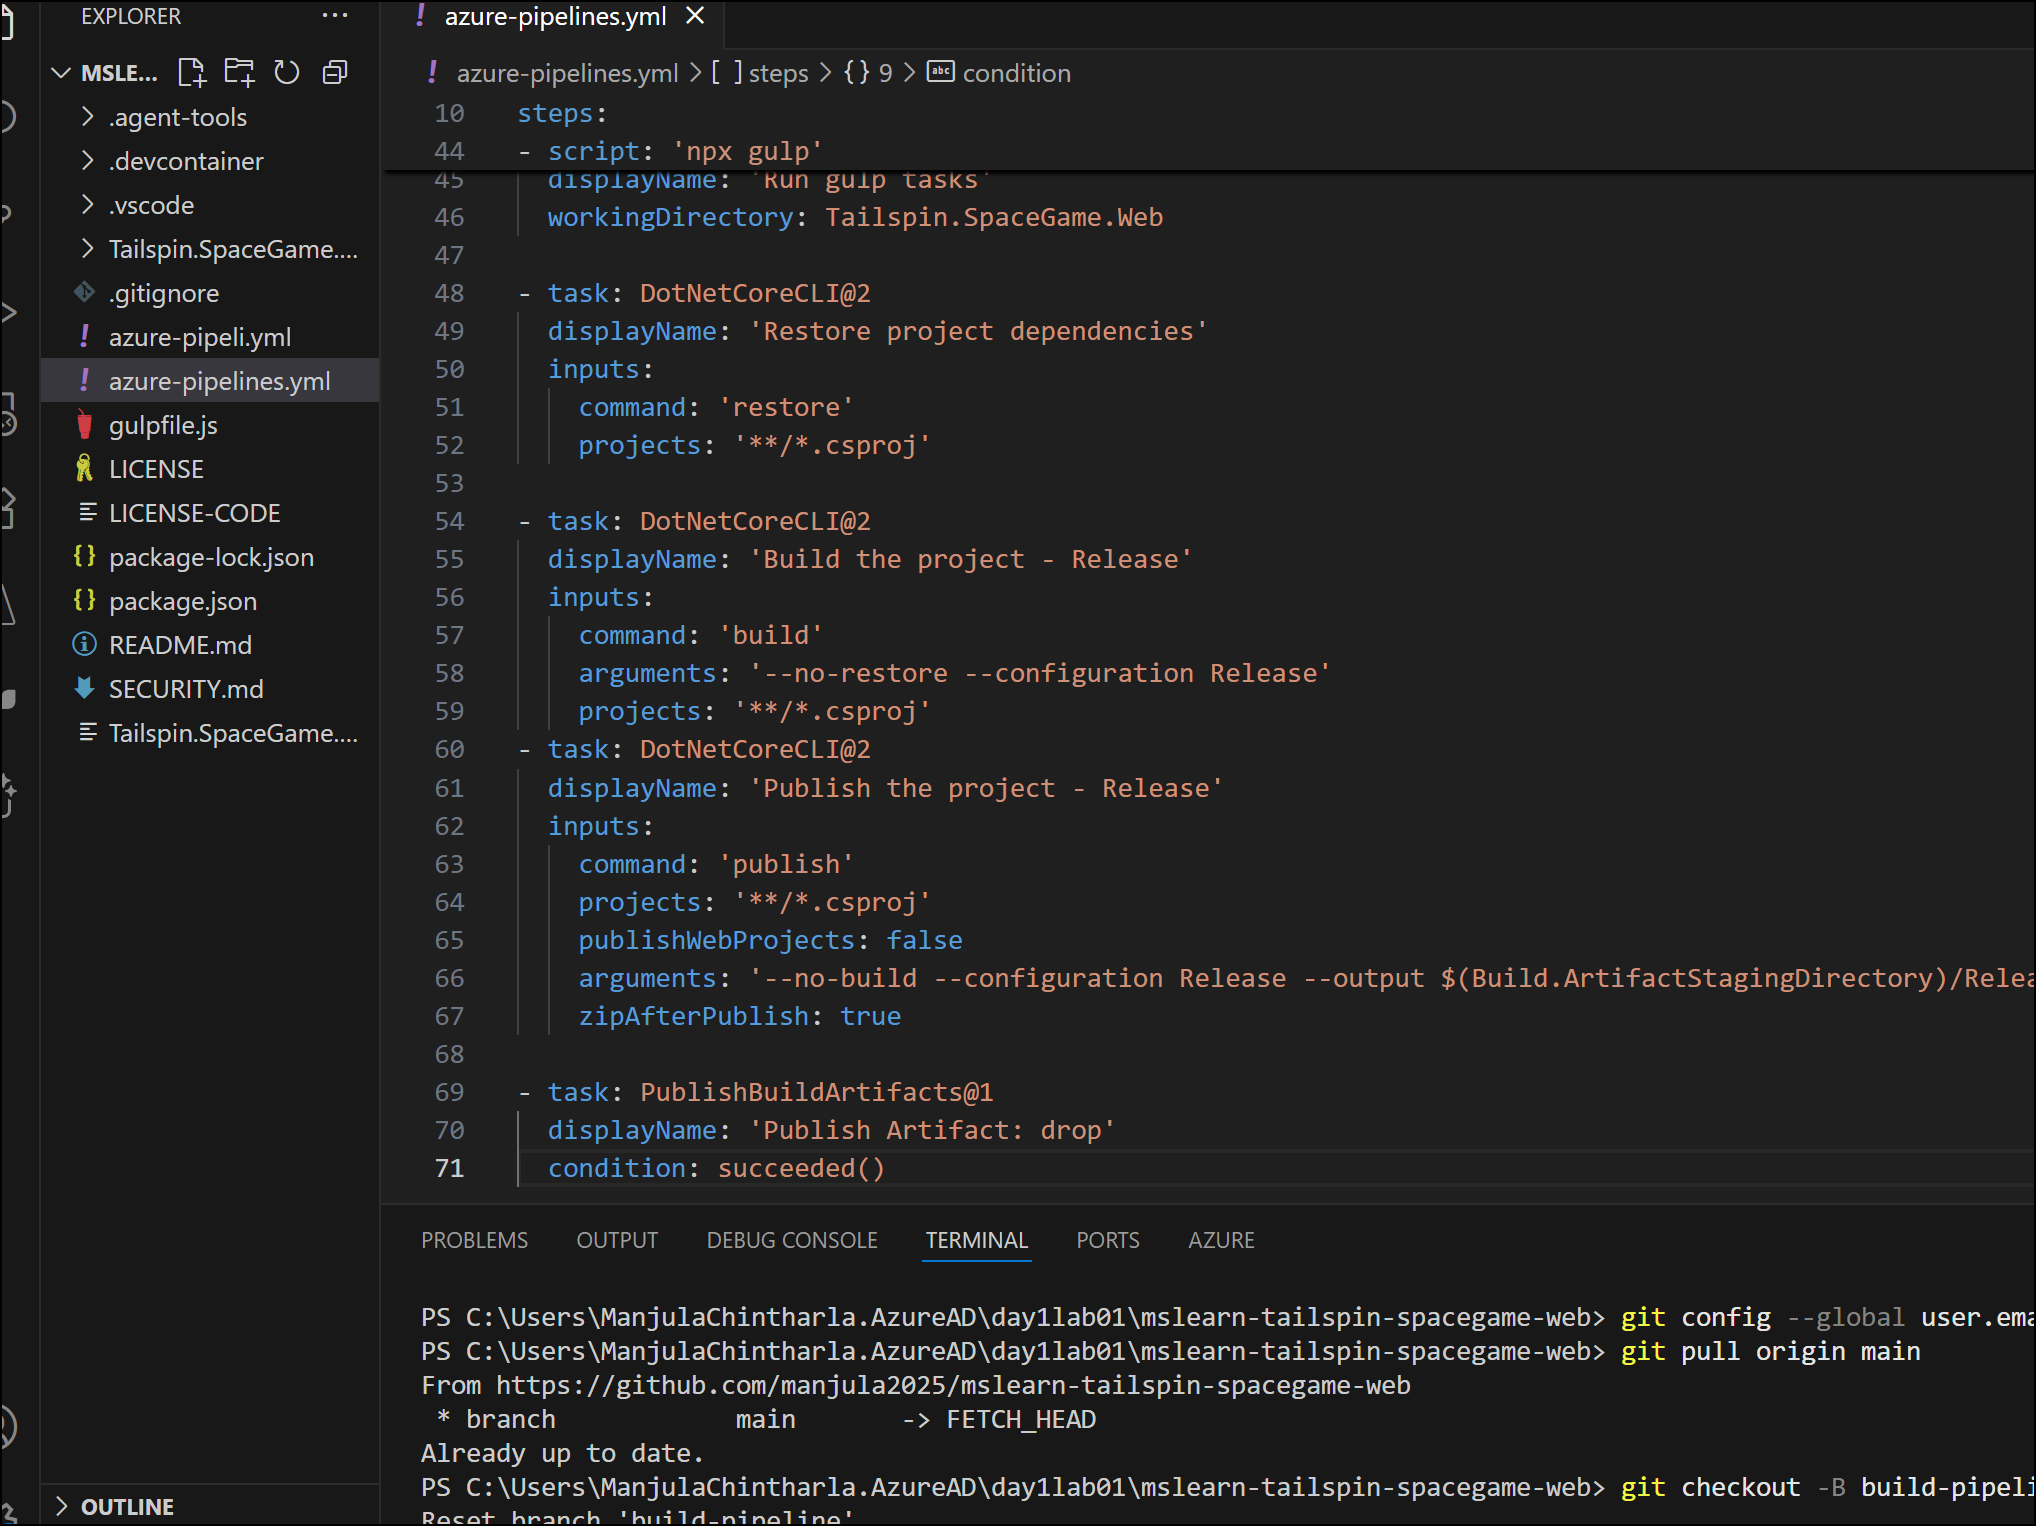 EXPLORER
MSLE...
.agent-tools
.devcontainer
.vscode
Tailspin.SpaceGame....
.gitignore
azure-pipeli.yml
azure-pipelines.yml
gulpfile.js
LICENSE
LICENSE-CODE
package-lock.json
package.json
README.md
SECURITY.md
Tailspin.SpaceGame....
OUTLINE
azure-pipelines.yml
azure-pipelines.yml > [ ] steps > {} 9 > abc condition
10 steps:
44 - script: 'npx gulp'
45 displayName: 'Run gulp tasks'
46 workingDirectory: Tailspin.SpaceGame.Web
47
48 - task: DotNetCoreCLI@2
49 displayName: 'Restore project dependencies'
50 inputs:
51 command: 'restore'
52 projects: '**/*.csproj'
53
54 - task: DotNetCoreCLI@2
55 displayName: 'Build the project - Release'
56 inputs:
57 command: 'build'
58 arguments: '--no-restore --configuration Release'
59 projects: '**/*.csproj'
60 - task: DotNetCoreCLI@2
61 displayName: 'Publish the project - Release'
62 inputs:
63 command: 'publish'
64 projects: '**/*.csproj'
65 publishWebProjects: false
66 arguments: '--no-build --configuration Release --output $(Build.ArtifactStagingDirectory)/Relea
67 zipAfterPublish: true
68
69 - task: PublishBuildArtifacts@1
70 displayName: 'Publish Artifact: drop'
71 condition: succeeded()
PROBLEMS OUTPUT DEBUG CONSOLE TERMINAL PORTS AZURE
PS C:\Users\ManjulaChintharla.AzureAD\day1lab01\mslearn-tailspin-spacegame-web> git config --global user.ema
PS C:\Users\ManjulaChintharla.AzureAD\day1lab01\mslearn-tailspin-spacegame-web> git pull origin main
From https://github.com/manjula2025/mslearn-tailspin-spacegame-web
* branch main -> FETCH_HEAD
Already up to date.
PS C:\Users\ManjulaChintharla.AzureAD\day1lab01\mslearn-tailspin-spacegame-web> git checkout -B build-pipeli
Reset branch 'build-pipeline'